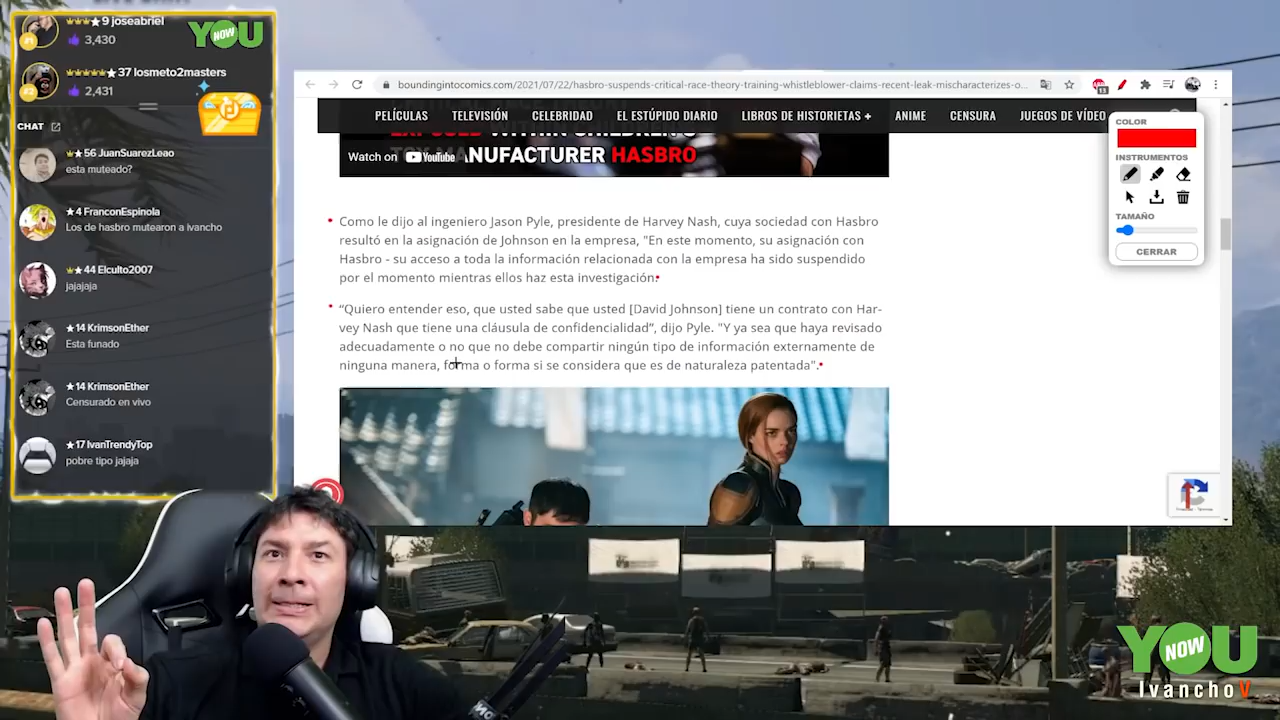 9 joseabriel
3,430
YOU
NOW
37 losmeto2masters
2,431
CHAT
56 JuanSuarezLeao
esta muteado?
4 FranconEspinola
Los de hasbro mutearon a ivancho
44 Elculto2007
jajajaja
14 KrimsonEther
Esta funado
14 KrimsonEther
Censurado en vivo
17 IvanTrendyTop
pobre tipo jajaja
boundingintocomics.com/2021/07/22/hasbro-suspends-critical-race-theory-training-whistleblower-claims-recent-leak-mischaracterizes-o...
13
PELÍCULAS TELEVISIÓN CELEBRIDAD EL ESTÚPIDO DIARIO LIBROS DE HISTORIETAS + ANIME CENSURA JUEGOS DE VÍDEO
EXPOSED WITHIN CHILDREN'S
TOY MANUFACTURER HASBRO
Watch on YouTube
Como le dijo al ingeniero Jason Pyle, presidente de Harvey Nash, cuya sociedad con Hasbro
resultó en la asignación de Johnson en la empresa, "En este momento, su asignación con
Hasbro - su acceso a toda la información relacionada con la empresa ha sido suspendido
por el momento mientras ellos haz esta investigación.
“Quiero entender eso, que usted sabe que usted [David Johnson] tiene un contrato con Har-
vey Nash que tiene una cláusula de confidencialidad”, dijo Pyle. "Y ya sea que haya revisado
adecuadamente o no que no debe compartir ningún tipo de información externamente de
ninguna manera, forma o forma si se considera que es de naturaleza patentada".
COLOR
INSTRUMENTOS
TAMAÑO
CERRAR
YOU
NOW
IvanchoV